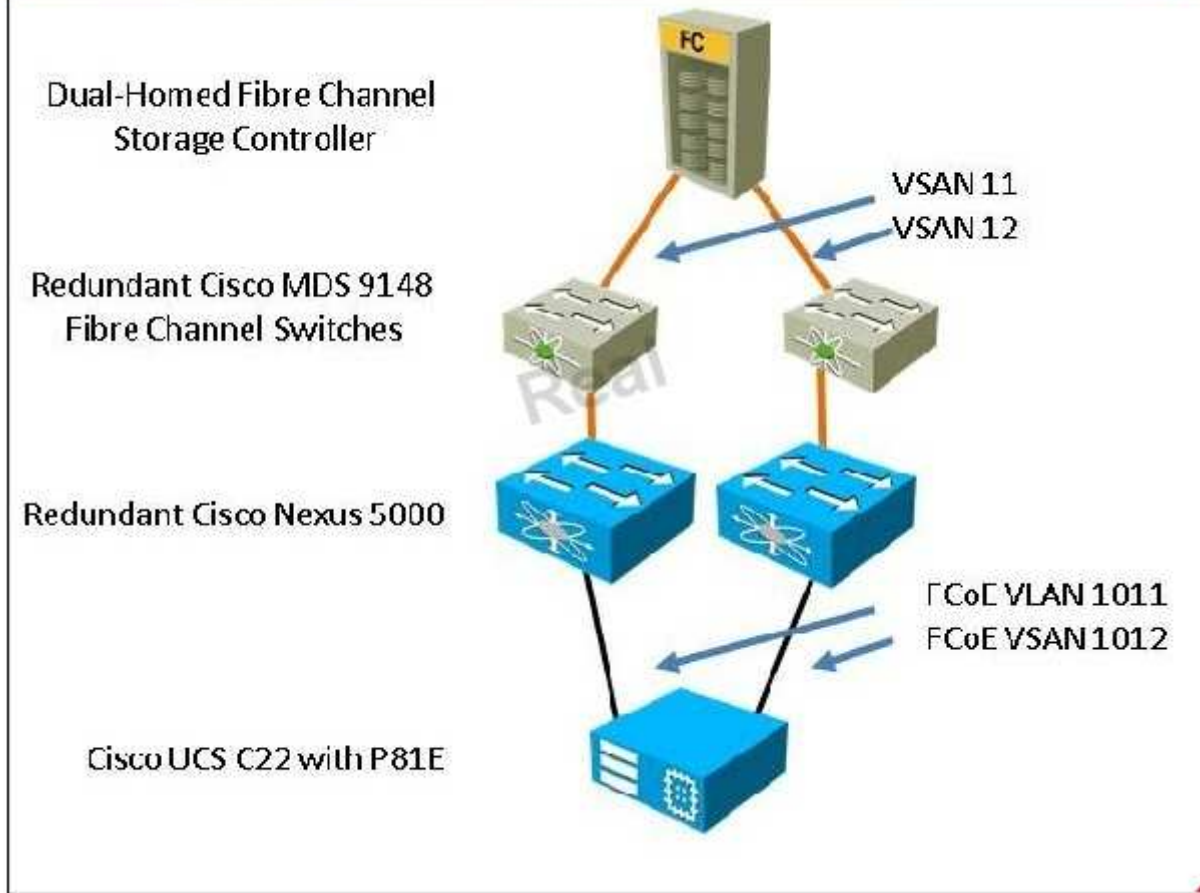 FC
Dual-Homed Fibre Channel
Storage Controller
VSAN 11
VSAN 12
Redundant Cisco MDS 9148
Fibre Channel Switches
Real
Redundant Cisco Nexus 5000
FCoE VLAN 1011
FCoE VSAN 1012
Cisco UCS C22 with P81E